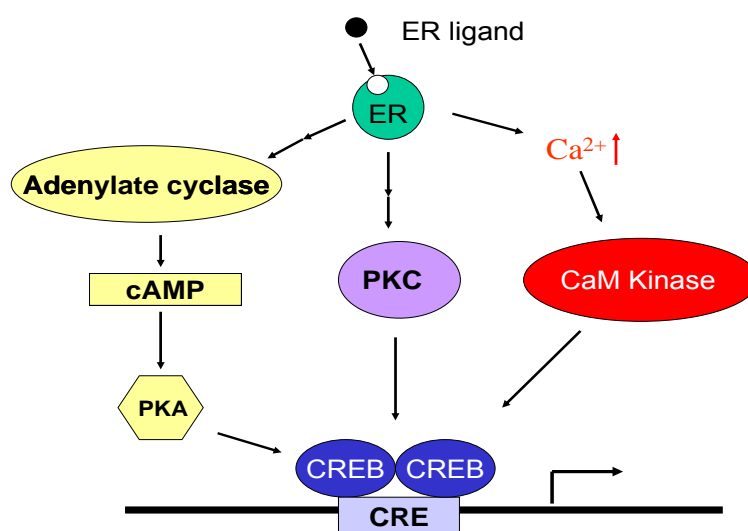 ER ligand
ER
Ca²⁺
Adenylate cyclase
cAMP
PKC
CaM Kinase
PKA
CREB CREB
CRE